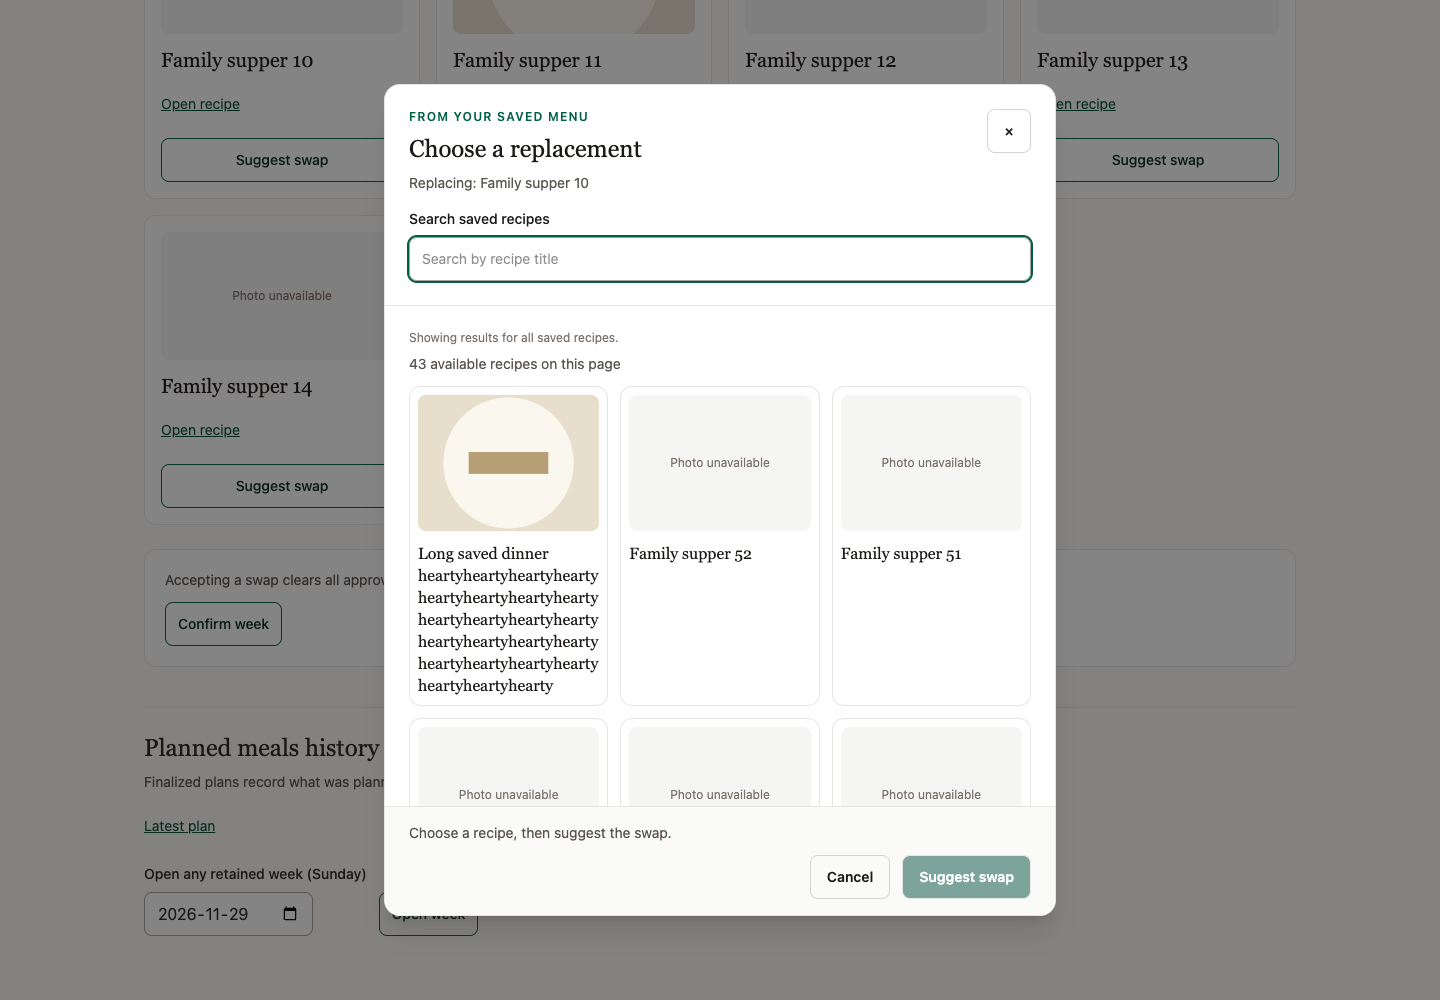 Family supper 10
Family supper 11
Family supper 12
Family supper 13
Open recipe
en recipe
Suggest swap
Suggest swap
FROM YOUR SAVED MENU
Choose a replacement
×
Replacing: Family supper 10
Search saved recipes
Search by recipe title
Showing results for all saved recipes.
43 available recipes on this page
Long saved dinner
heartyheartyheartyhearty
heartyheartyheartyhearty
heartyheartyheartyhearty
heartyheartyheartyhearty
heartyheartyheartyhearty
heartyheartyhearty
Photo unavailable
Family supper 52
Photo unavailable
Family supper 51
Photo unavailable
Photo unavailable
Photo unavailable
Choose a recipe, then suggest the swap.
Cancel
Suggest swap
Photo unavailable
Family supper 14
Open recipe
Suggest swap
Accepting a swap clears all approv
Confirm week
Planned meals history
Finalized plans record what was plann
Latest plan
Open any retained week (Sunday)
2026-11-29
Open week